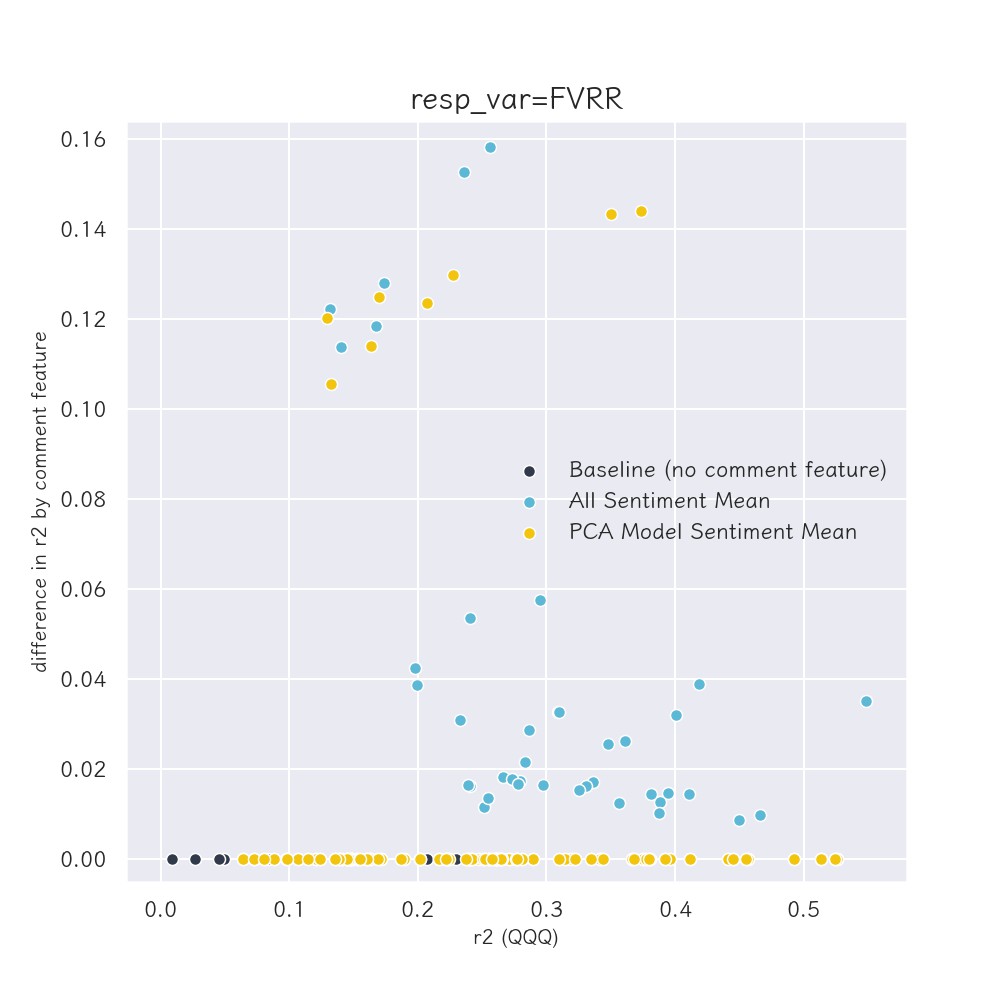 resp_var=FVRR
0.16
0.14
0.12
0.10
0.08
0.06
0.04
0.02
0.00
difference in r2 by comment feature
Baseline (no comment feature)
All Sentiment Mean
PCA Model Sentiment Mean
0.0 0.1 0.2 0.3 0.4 0.5
r2 (QQQ)